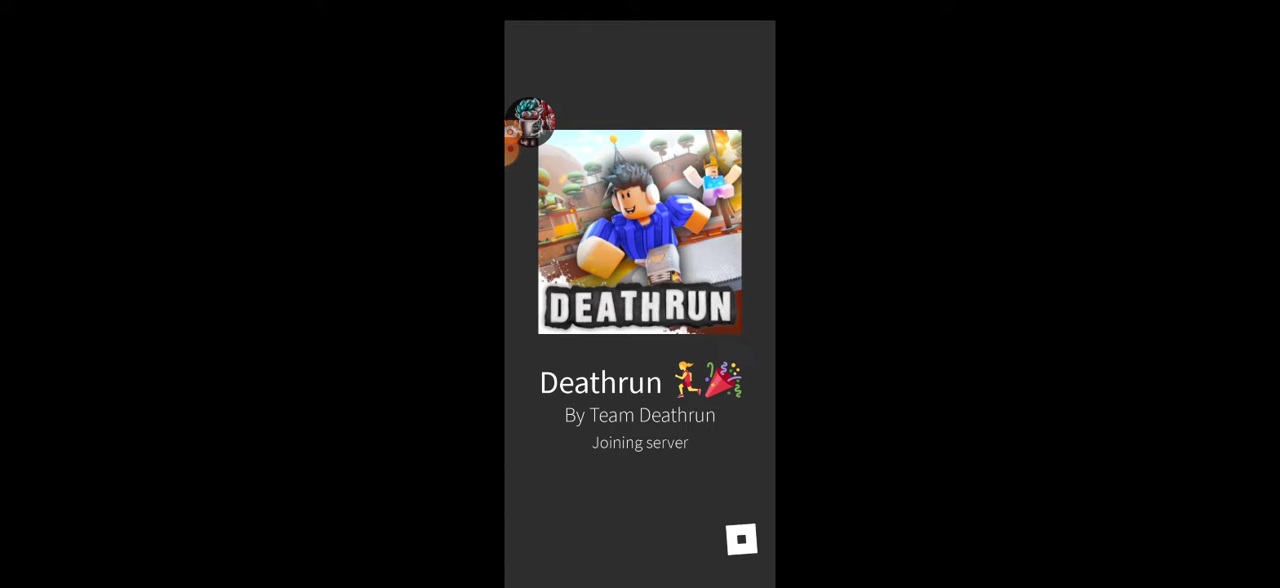 DEATHRUN
Deathrun 🏃‍♀️🎉
By Team Deathrun
Joining server